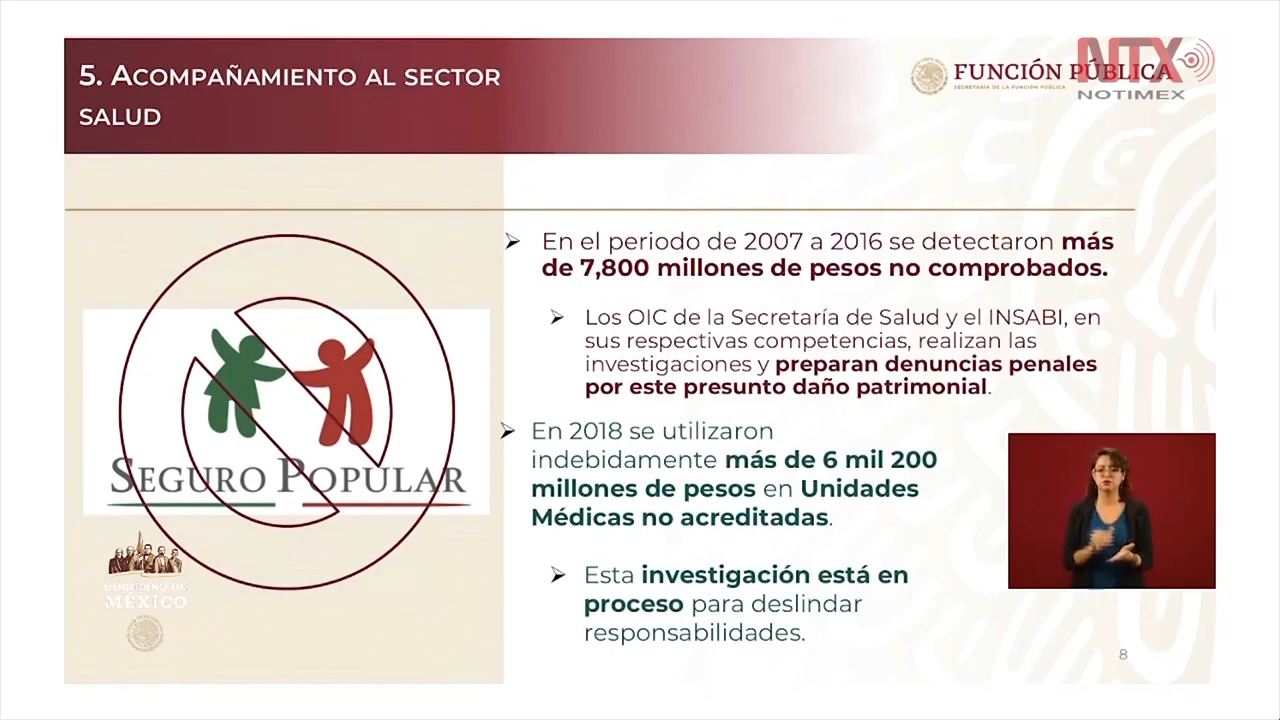 5. ACOMPAÑAMIENTO AL SECTOR
SALUD
FUNCIÓN PÚBLICA
SECRETARÍA DE LA FUNCIÓN PÚBLICA
NTX
NOTIMEX
En el periodo de 2007 a 2016 se detectaron más
de 7,800 millones de pesos no comprobados.
Los OIC de la Secretaría de Salud y el INSABI, en
sus respectivas competencias, realizan las
investigaciones y preparan denuncias penales
por este presunto daño patrimonial.
SEGURO POPULAR
En 2018 se utilizaron
indebidamente más de 6 mil 200
millones de pesos en Unidades
Médicas no acreditadas.
Esta investigación está en
proceso para deslindar
responsabilidades.
GOBIERNO DE
MÉXICO
8